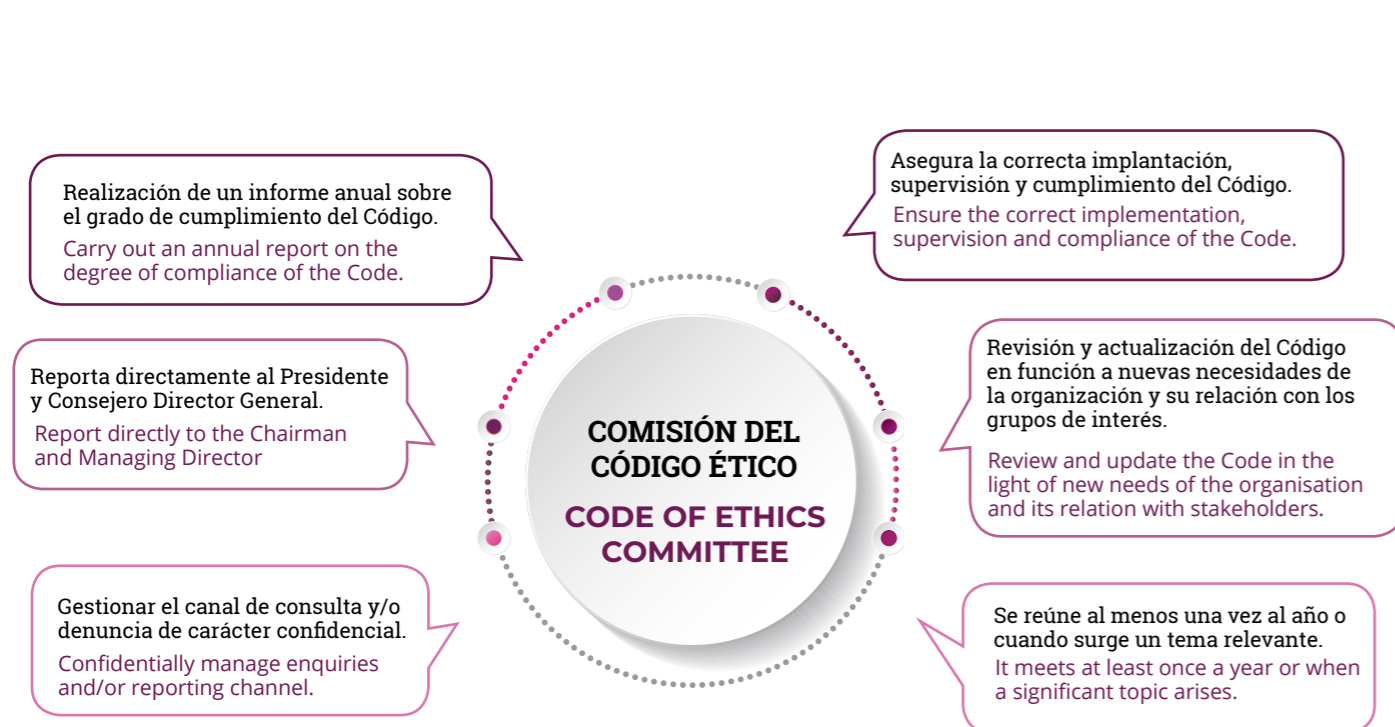 Realización de un informe anual sobre
el grado de cumplimiento del Código.
Carry out an annual report on the
degree of compliance of the Code.
Asegura la correcta implantación,
supervisión y cumplimiento del Código.
Ensure the correct implementation,
supervision and compliance of the Code.
Reporta directamente al Presidente
y Consejero Director General.
Report directly to the Chairman
and Managing Director
COMISIÓN DEL
CÓDIGO ÉTICO
CODE OF ETHICS
COMMITTEE
Revisión y actualización del Código
en función a nuevas necesidades de
la organización y su relación con los
grupos de interés.
Review and update the Code in the
light of new needs of the organisation
and its relation with stakeholders.
Gestionar el canal de consulta y/o
denuncia de carácter confidencial.
Confidentially manage enquiries
and/or reporting channel.
Se reúne al menos una vez al año o
cuando surge un tema relevante.
It meets at least once a year or when
a significant topic arises.